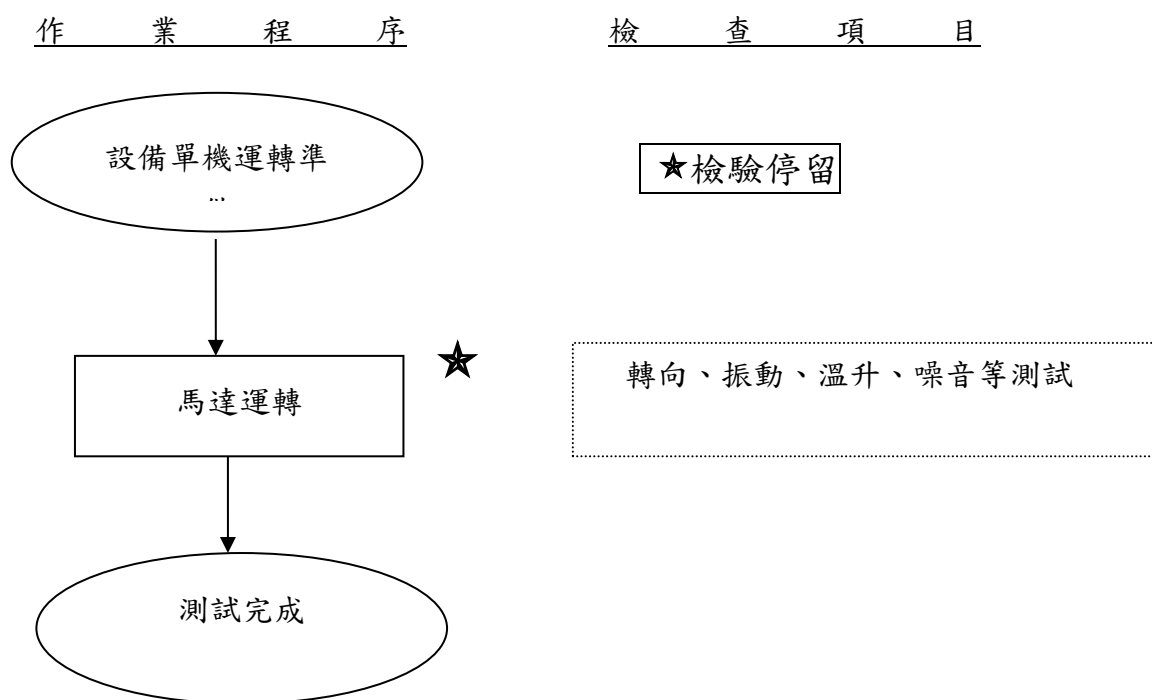 作業程序
檢查項目
設備單機運轉準
★檢驗停留
★
馬達運轉
轉向、振動、溫升、噪音等測試
測試完成